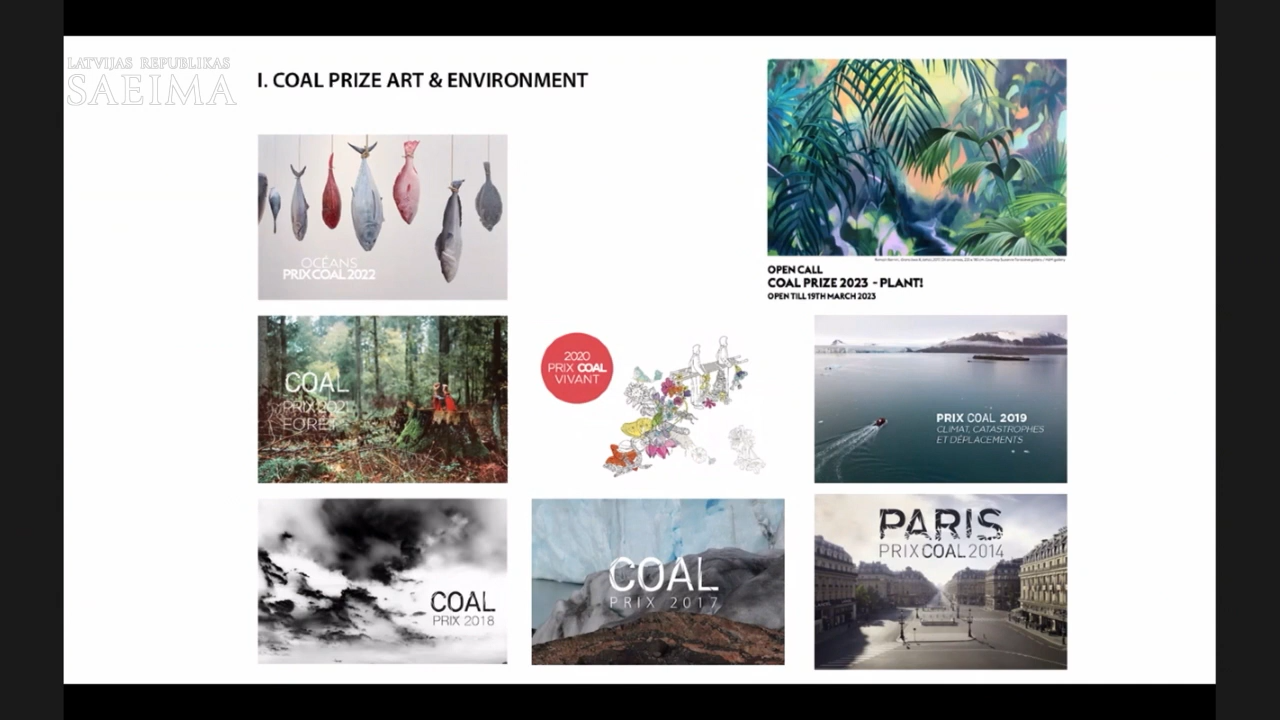 LATVIJAS REPUBLIKAS
SAEIMA
I. COAL PRIZE ART & ENVIRONMENT
OCÉANS
PRIX COAL 2022
OPEN CALL
COAL PRIZE 2023 - PLANT!
OPEN TILL 19TH MARCH 2023
COAL
PRIX 2021
FORÊT
2020
PRIX COAL
VIVANT
PRIX COAL 2019
CLIMAT, CATASTROPHES
ET DÉPLACEMENTS
COAL
PRIX 2018
COAL
PRIX 2017
PARIS
PRIX COAL 2014